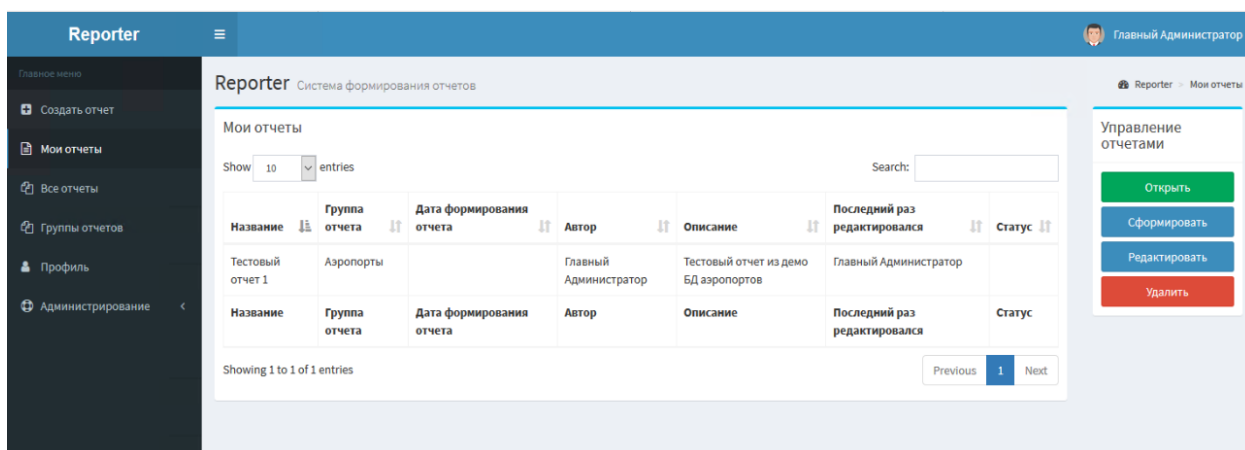 Reporter
Главный Администратор
Главное меню
Создать отчет
Мои отчеты
Все отчеты
Группы отчетов
Профиль
Администрирование
Reporter Система формирования отчетов
Reporter > Мои отчеты
Мои отчеты
Show 10 entries
Search:
Название
Группа
отчета
Дата формирования
отчета
Автор
Описание
Последний раз
редактировался
Статус
Тестовый
отчет 1
Аэропорты
Главный
Администратор
Тестовый отчет из демо
БД аэропортов
Главный Администратор
Название
Группа
отчета
Дата формирования
отчета
Автор
Описание
Последний раз
редактировался
Статус
Showing 1 to 1 of 1 entries
Previous 1 Next
Управление
отчетами
Открыть
Сформировать
Редактировать
Удалить